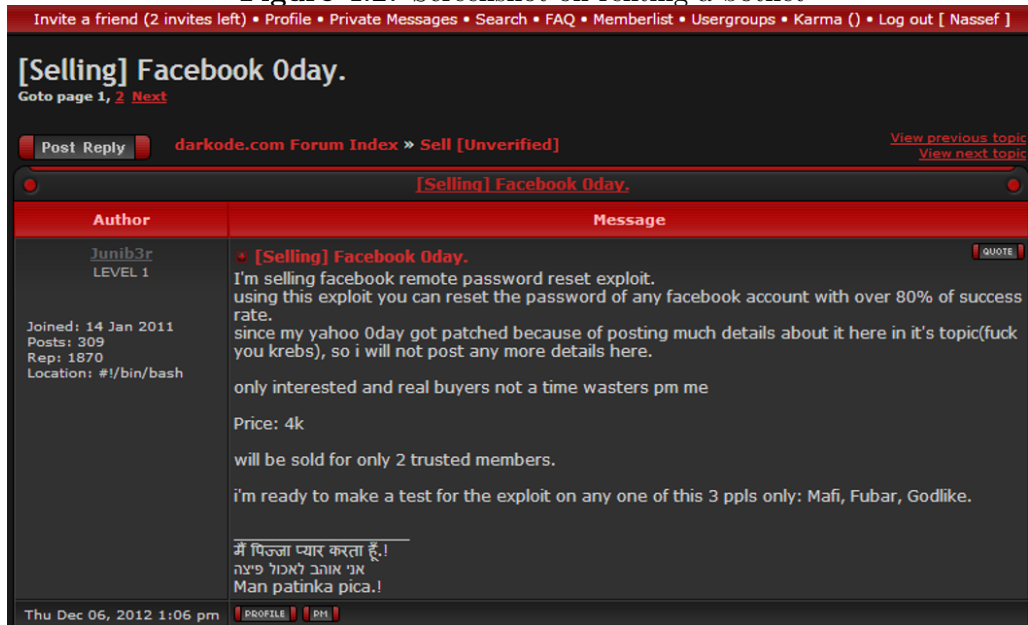 Invite a friend (2 invites left) • Profile • Private Messages • Search • FAQ • Memberlist • Usergroups • Karma () • Log out [ Nassef ]
[Selling] Facebook 0day.
Goto page 1, 2 Next
Post Reply
darkode.com Forum Index » Sell [Unverified]
View previous topic
View next topic
[Selling] Facebook 0day.
Author
Message
Junib3r
LEVEL 1
Joined: 14 Jan 2011
Posts: 309
Rep: 1870
Location: #!/bin/bash
[Selling] Facebook 0day.
QUOTE
I'm selling facebook remote password reset exploit.
using this exploit you can reset the password of any facebook account with over 80% of success
rate.
since my yahoo 0day got patched because of posting much details about it here in it's topic(fuck
you krebs), so i will not post any more details here.
only interested and real buyers not a time wasters pm me
Price: 4k
will be sold for only 2 trusted members.
i'm ready to make a test for the exploit on any one of this 3 ppls only: Mafi, Fubar, Godlike.
मैं पिज्जा प्यार करता हूँ.!
אני אוהב לאכול פיצה
Man patinka pica.!
Thu Dec 06, 2012 1:06 pm
PROFILE
PM